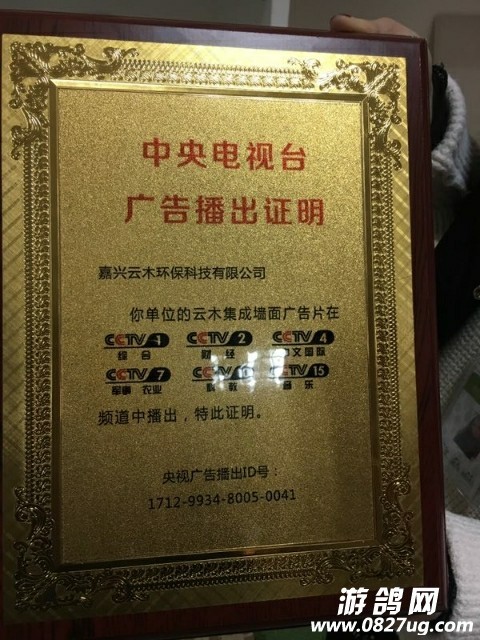 中央电视台
广告播出证明
嘉兴云木环保科技有限公司
你单位的云木集成墙面广告片在
CCTV 1 CCTV 2 CCTV 4
综合 财经 中文国际
CCTV 7 CCTV 10 CCTV 15
军事 农业 科教 音乐
频道中播出，特此证明。
央视广告播出ID号：
1712-9934-8005-0041
游鸽网
www.0827ug.com